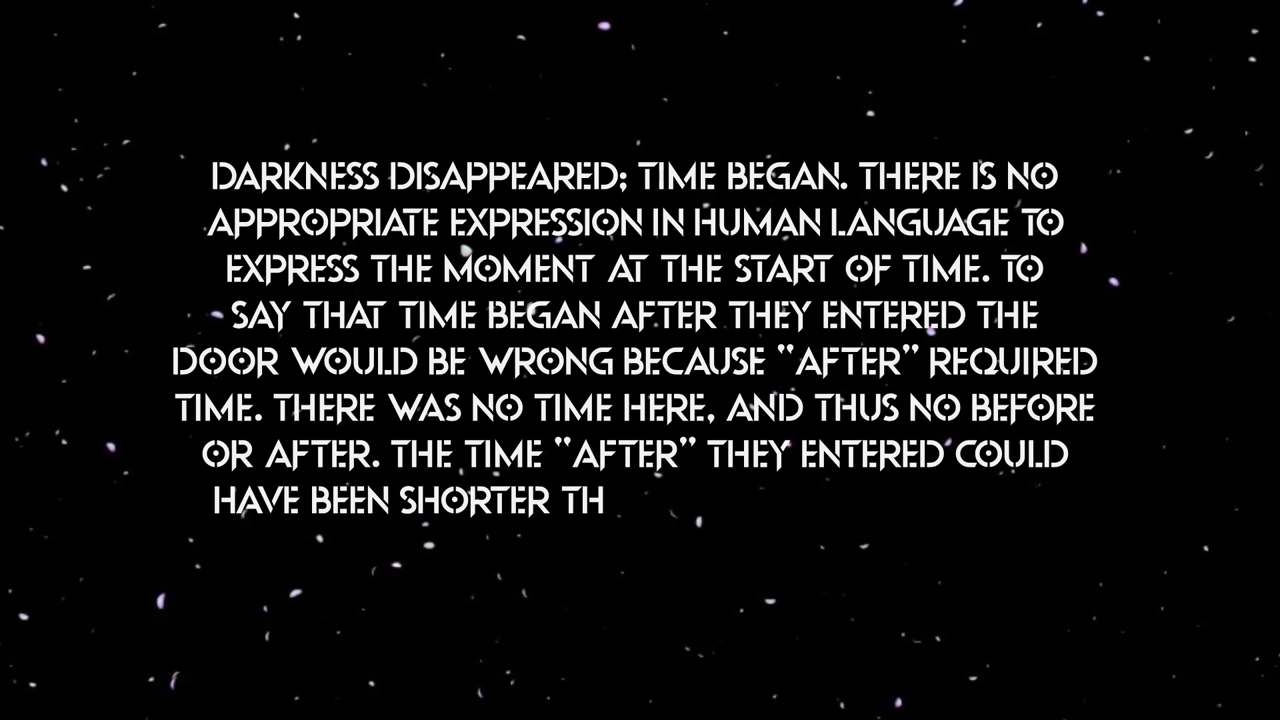 DARKNESS DISAPPEARED; TIME BEGAN. THERE IS NO
APPROPRIATE EXPRESSION IN HUMAN LANGUAGE TO
EXPRESS THE MOMENT AT THE START OF TIME. TO
SAY THAT TIME BEGAN AFTER THEY ENTERED THE
DOOR WOULD BE WRONG BECAUSE "AFTER" REQUIRED
TIME. THERE WAS NO TIME HERE, AND THUS NO BEFORE
OR AFTER. THE TIME "AFTER" THEY ENTERED COULD
HAVE BEEN SHORTER TH